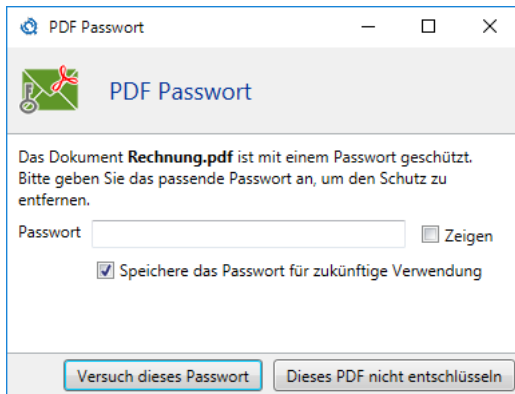 PDF Passwort
PDF Passwort
Das Dokument Rechnung.pdf ist mit einem Passwort geschützt.
Bitte geben Sie das passende Passwort an, um den Schutz zu
entfernen.
Passwort Zeigen
Speichere das Passwort für zukünftige Verwendung
Versuch dieses Passwort Dieses PDF nicht entschlüsseln